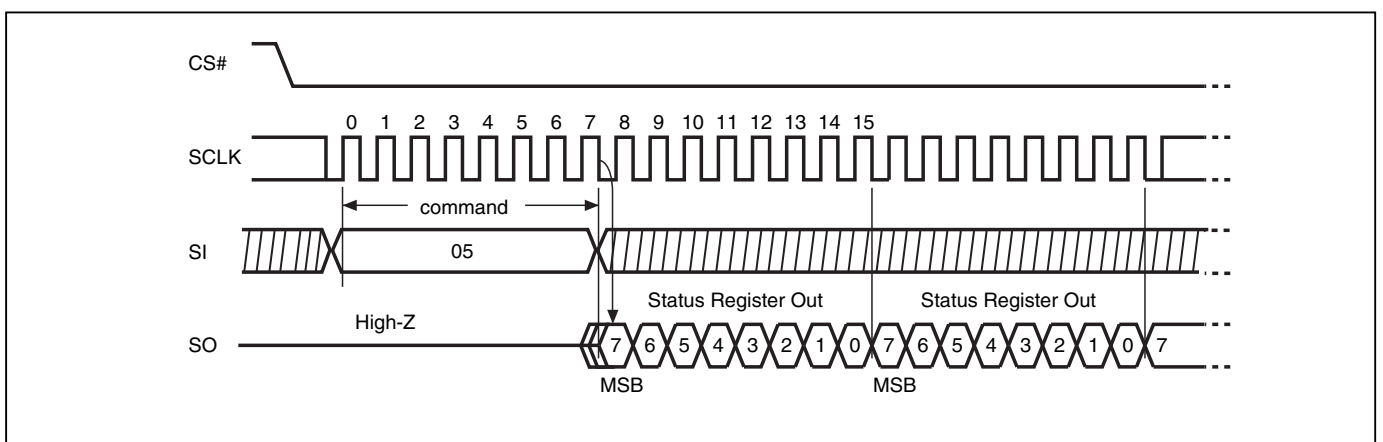 CS#
0 1 2 3 4 5 6 7 8 9 10 11 12 13 14 15
SCLK
command
SI
05
Status Register Out Status Register Out
High-Z
SO
7 6 5 4 3 2 1 0 7 6 5 4 3 2 1 0 7
MSB MSB